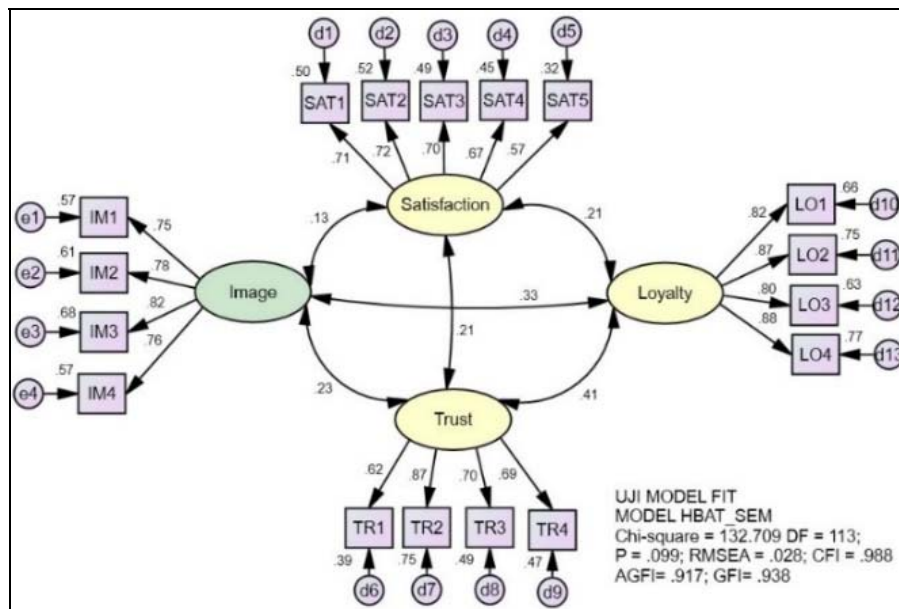 d1 d2 d3 d4 d5
.50 .52 .49 .45 .32
SAT1 SAT2 SAT3 SAT4 SAT5
.71 .72 .70 .67 .57
Satisfaction
e1 .57 IM1 .75
e2 .61 IM2 .78
e3 .68 IM3 .82
e4 .57 IM4 .76
Image
.13 .21
.33
.21
.23 .41
Loyalty
.82 LO1 .66 d10
.87 LO2 .75 d11
.80 LO3 .63 d12
.88 LO4 .77 d13
Trust
.62 .87 .70 .69
TR1 TR2 TR3 TR4
.39 .75 .49 .47
d6 d7 d8 d9
UJI MODEL FIT
MODEL HBAT_SEM
Chi-square = 132.709 DF = 113;
P = .099; RMSEA = .028; CFI = .988
AGFI= .917; GFI= .938